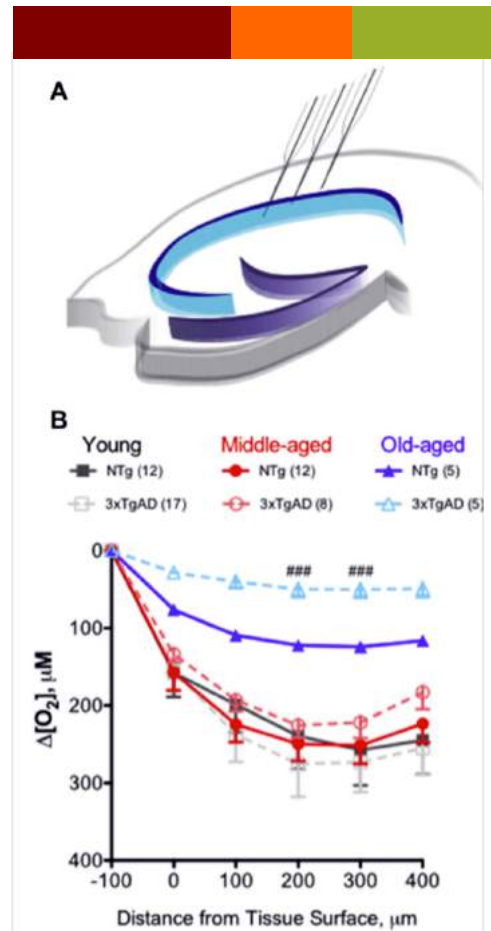 A
B
Young Middle-aged Old-aged
NTg (12) NTg (12) NTg (5)
3xTgAD (17) 3xTgAD (8) 3xTgAD (5)
0
### ###
100
200
300
400
Δ[O₂], μM
-100 0 100 200 300 400
Distance from Tissue Surface, μm